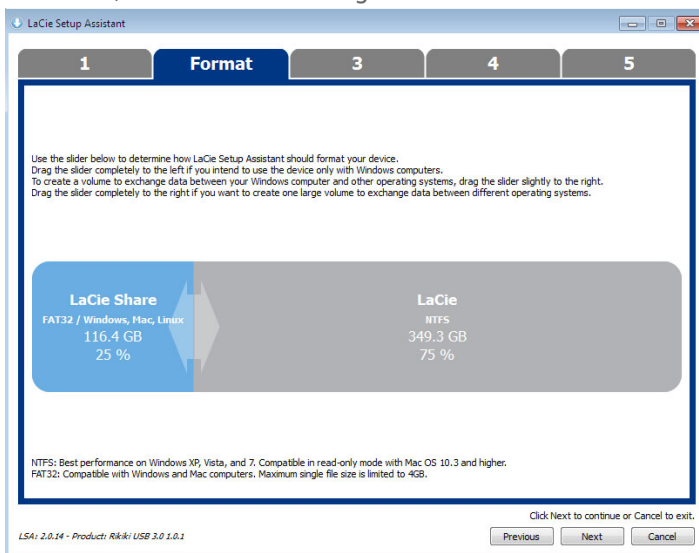 LaCie Setup Assistant
1
Format
3
4
5
Use the slider below to determine how LaCie Setup Assistant should format your device.
Drag the slider completely to the left if you intend to use the device only with Windows computers.
To create a volume to exchange data between your Windows computer and other operating systems, drag the slider slightly to the right.
Drag the slider completely to the right if you want to create one large volume to exchange data between different operating systems.
LaCie Share
FAT32 / Windows, Mac, Linux
116.4 GB
25 %
LaCie
NTFS
349.3 GB
75 %
NTFS: Best performance on Windows XP, Vista, and 7. Compatible in read-only mode with Mac OS 10.3 and higher.
FAT32: Compatible with Windows and Mac computers. Maximum single file size is limited to 4GB.
Click Next to continue or Cancel to exit.
LSA: 2.0.14 - Product: Rikiki USB 3.0 1.0.1
Previous
Next
Cancel